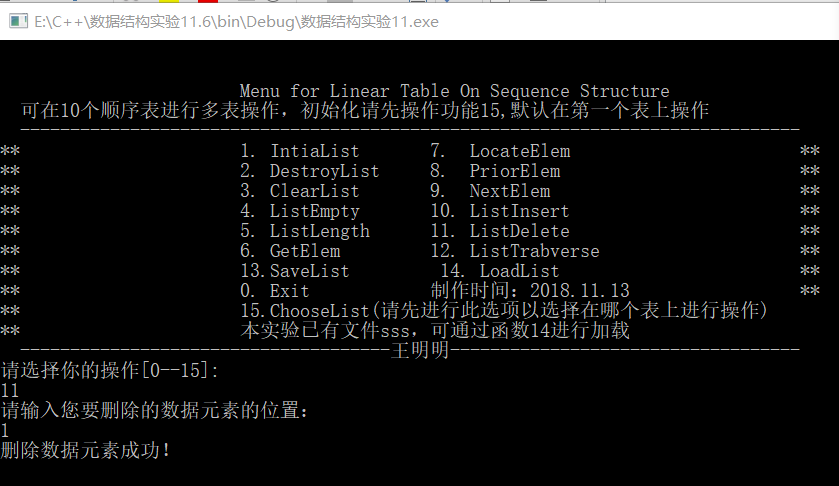 E:\C++\数据结构实验11.6\bin\Debug\数据结构实验11.exe
Menu for Linear Table On Sequence Structure
可在10个顺序表进行多表操作，初始化请先操作功能15,默认在第一个表上操作
--------------------------------------------------------------------------------
** 1. IntiaList 7. LocateElem **
** 2. DestroyList 8. PriorElem **
** 3. ClearList 9. NextElem **
** 4. ListEmpty 10. ListInsert **
** 5. ListLength 11. ListDelete **
** 6. GetElem 12. ListTrabverse **
** 13.SaveList 14. LoadList **
** 0. Exit 制作时间：2018.11.13 **
** 15.ChooseList(请先进行此选项以选择在哪个表上进行操作)
** 本实验已有文件sss，可通过函数14进行加载
-------------------------------------王明明-----------------------------------
请选择你的操作[0--15]:
11
请输入您要删除的数据元素的位置：
1
删除数据元素成功！